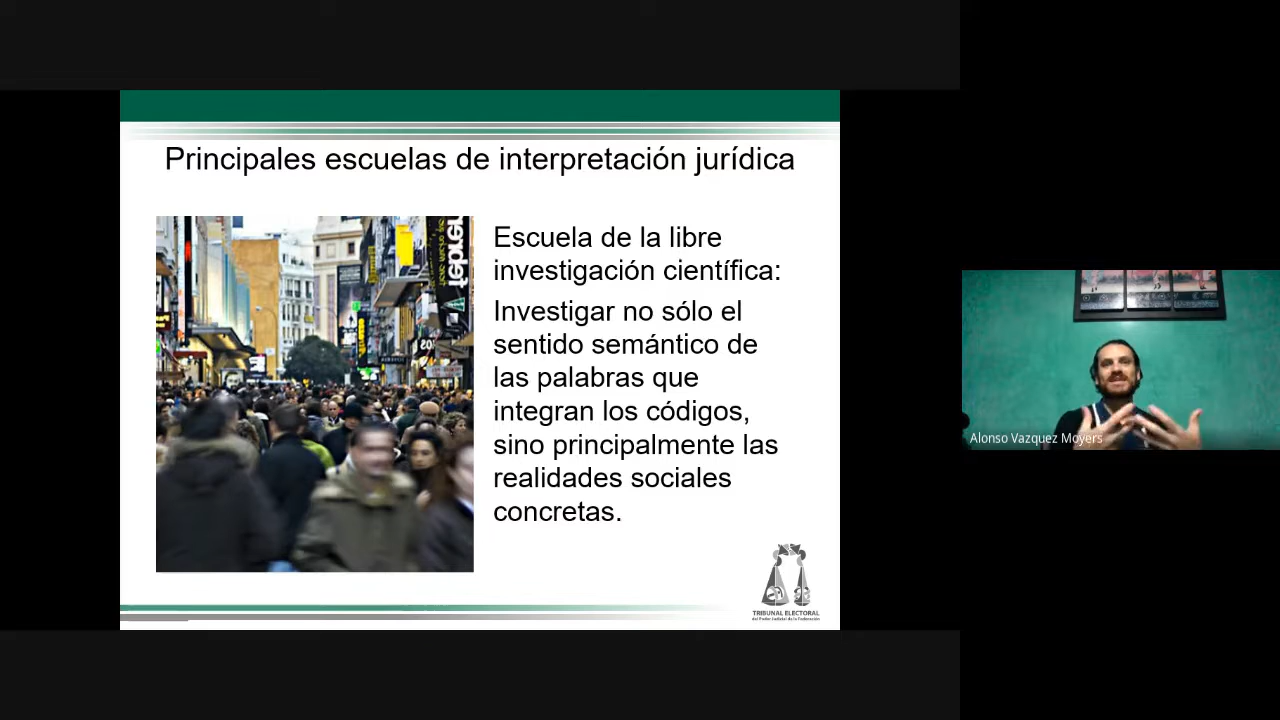 Principales escuelas de interpretación jurídica
Escuela de la libre
investigación científica:
Investigar no sólo el
sentido semántico de
las palabras que
integran los códigos,
sino principalmente las
realidades sociales
concretas.
TRIBUNAL ELECTORAL
del Poder Judicial de la Federación
Alonso Vazquez Moyers